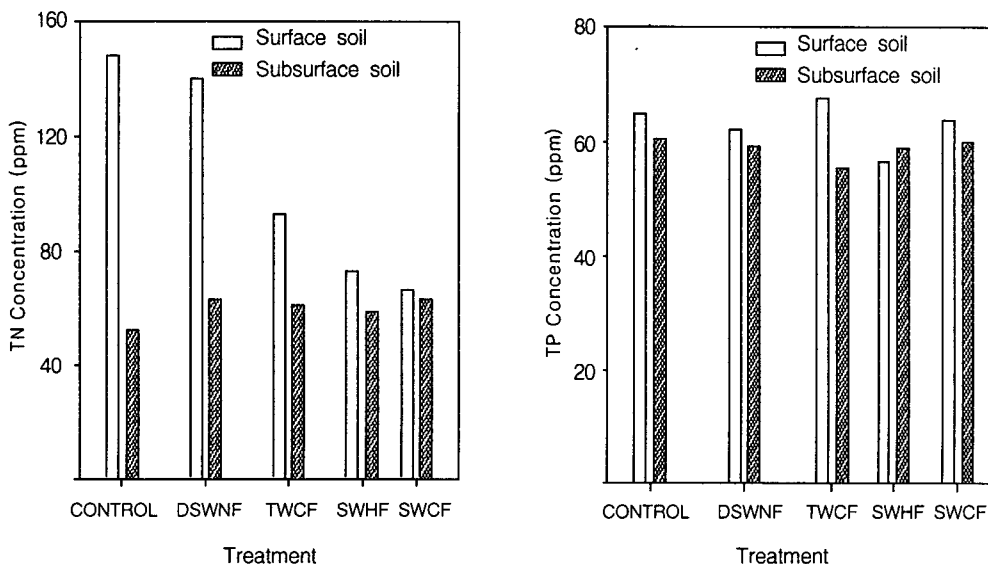 160
120
80
40
TN Concentration (ppm)
Surface soil
Subsurface soil
CONTROL DSWNF TWCF SWHF SWCF
Treatment
80
60
40
20
TP Concentration (ppm)
Surface soil
Subsurface soil
CONTROL DSWNF TWCF SWHF SWCF
Treatment